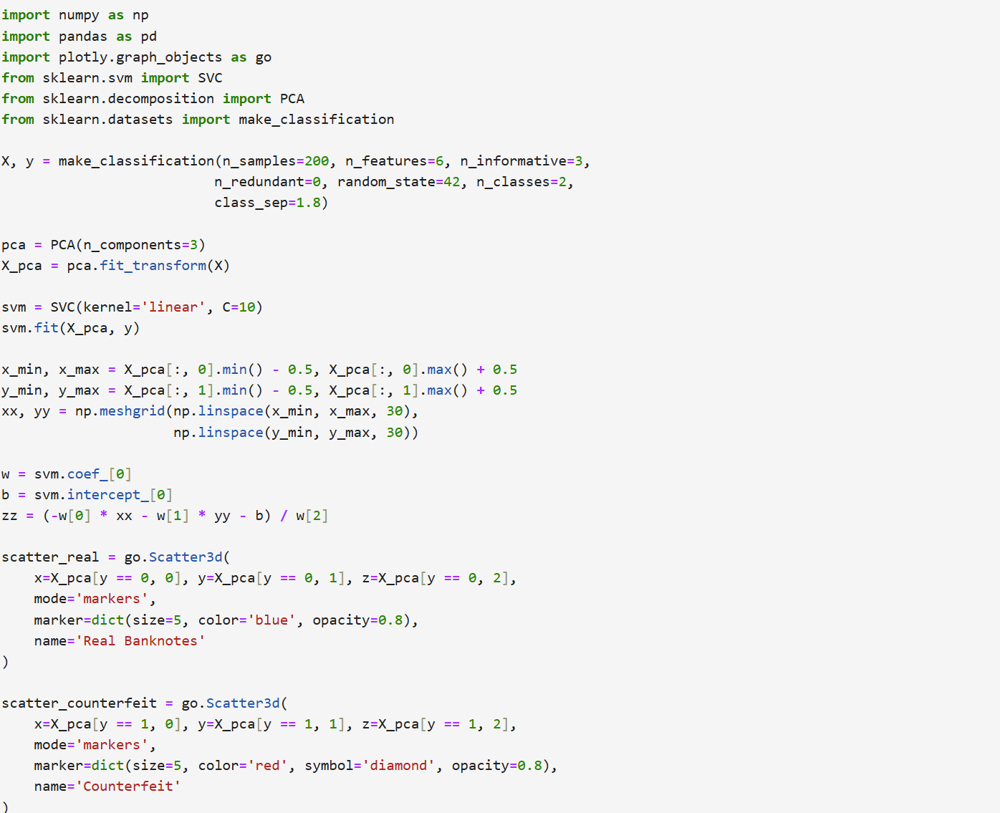 import numpy as np
import pandas as pd
import plotly.graph_objects as go
from sklearn.svm import SVC
from sklearn.decomposition import PCA
from sklearn.datasets import make_classification

X, y = make_classification(n_samples=200, n_features=6, n_informative=3,
                          n_redundant=0, random_state=42, n_classes=2,
                          class_sep=1.8)

pca = PCA(n_components=3)
X_pca = pca.fit_transform(X)

svm = SVC(kernel='linear', C=10)
svm.fit(X_pca, y)

x_min, x_max = X_pca[:, 0].min() - 0.5, X_pca[:, 0].max() + 0.5
y_min, y_max = X_pca[:, 1].min() - 0.5, X_pca[:, 1].max() + 0.5
xx, yy = np.meshgrid(np.linspace(x_min, x_max, 30),
                     np.linspace(y_min, y_max, 30))

w = svm.coef_[0]
b = svm.intercept_[0]
zz = (-w[0] * xx - w[1] * yy - b) / w[2]

scatter_real = go.Scatter3d(
    x=X_pca[y == 0, 0], y=X_pca[y == 0, 1], z=X_pca[y == 0, 2],
    mode='markers',
    marker=dict(size=5, color='blue', opacity=0.8),
    name='Real Banknotes'
)

scatter_counterfeit = go.Scatter3d(
    x=X_pca[y == 1, 0], y=X_pca[y == 1, 1], z=X_pca[y == 1, 2],
    mode='markers',
    marker=dict(size=5, color='red', symbol='diamond', opacity=0.8),
    name='Counterfeit'
)